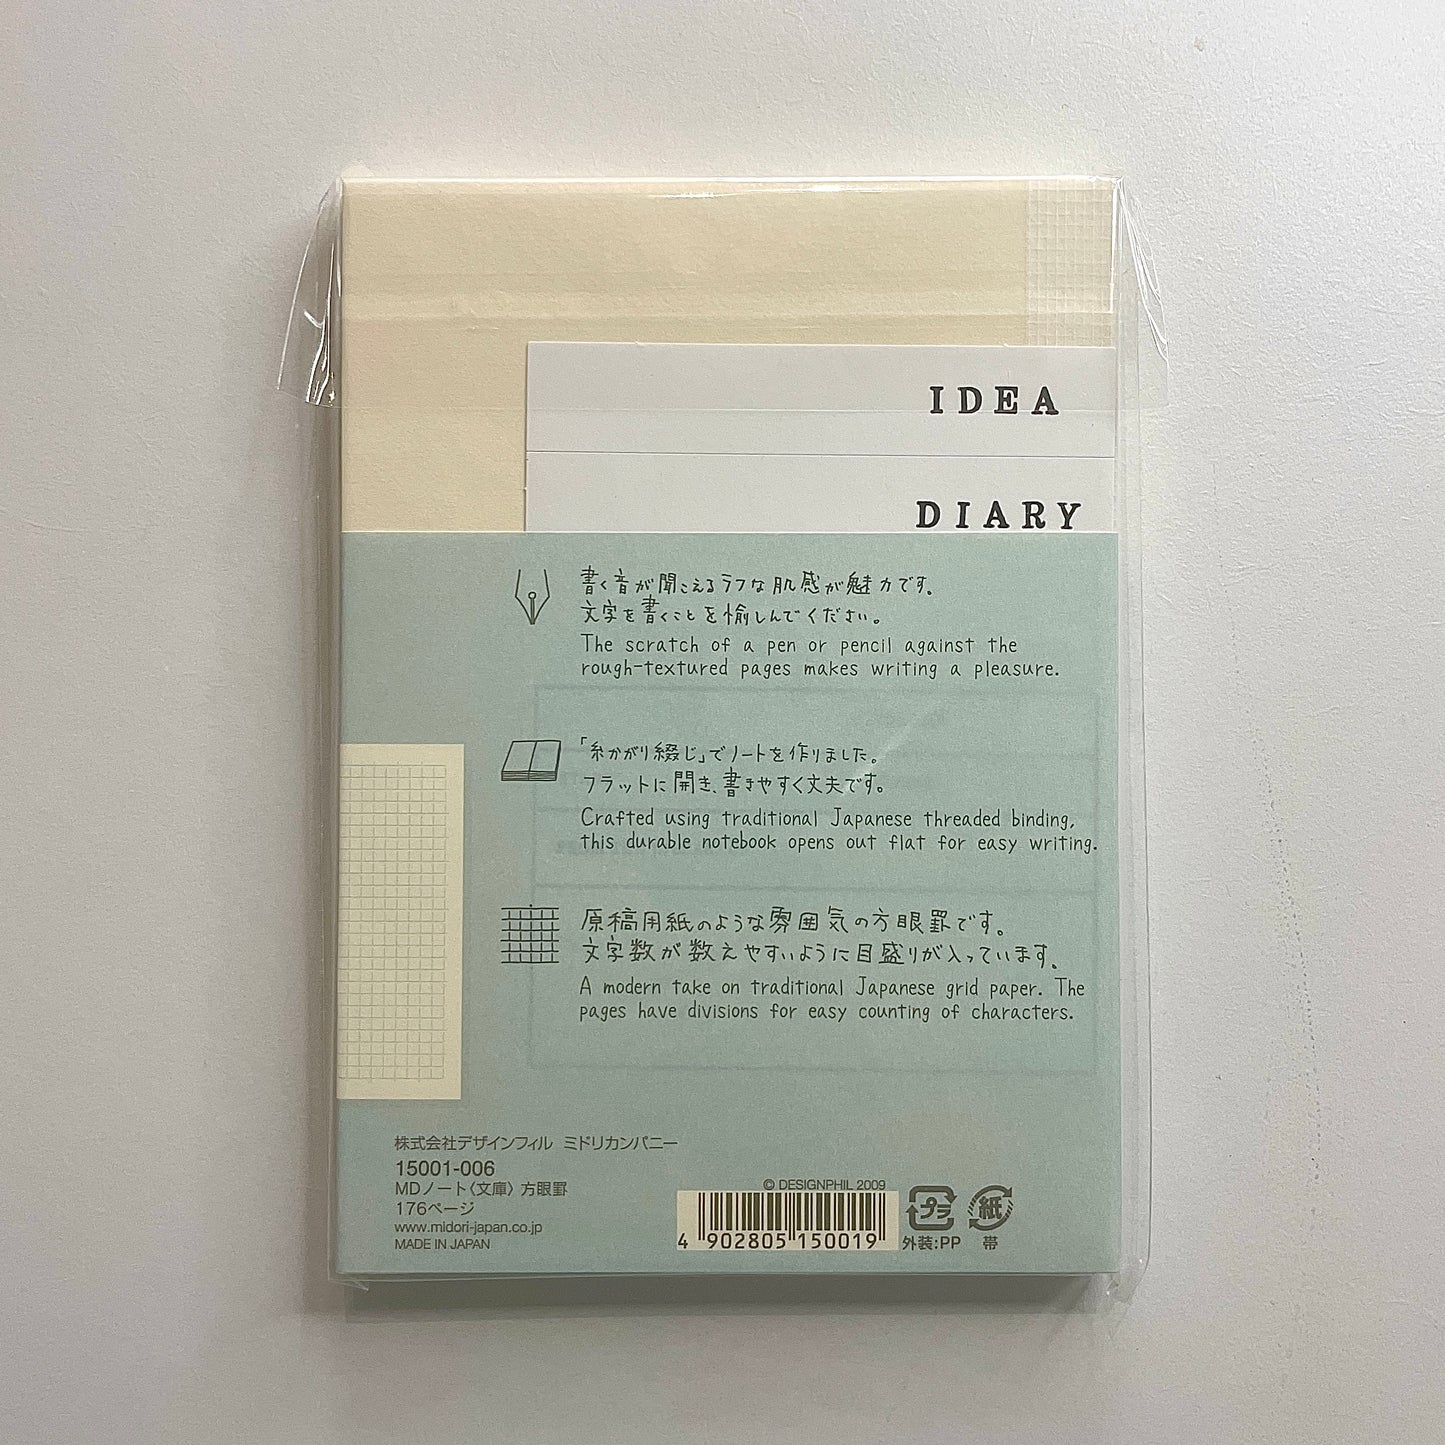 IDEA
DIARY
書く音が聞こえるラフな肌感が魅力です。
文字を書くことを愉しんでください。
The scratch of a pen or pencil against the
rough-textured pages makes writing a pleasure.
「糸かがり綴じ」でノートを作りました。
フラットに開き、書きやすく丈夫です。
Crafted using traditional Japanese threaded binding,
this durable notebook opens out flat for easy writing.
原稿用紙のような雰囲気の方眼罫です。
文字数が数えやすいように目盛りが入っています。
A modern take on traditional Japanese grid paper. The
pages have divisions for easy counting of characters.
株式会社デザインフィル ミドリカンパニー
15001-006
MDノート〈文庫〉 方眼罫
176ページ
www.midori-japan.co.jp
MADE IN JAPAN
© DESIGNPHIL 2009
4 902805 150019
プラ
外装:PP
紙
帯